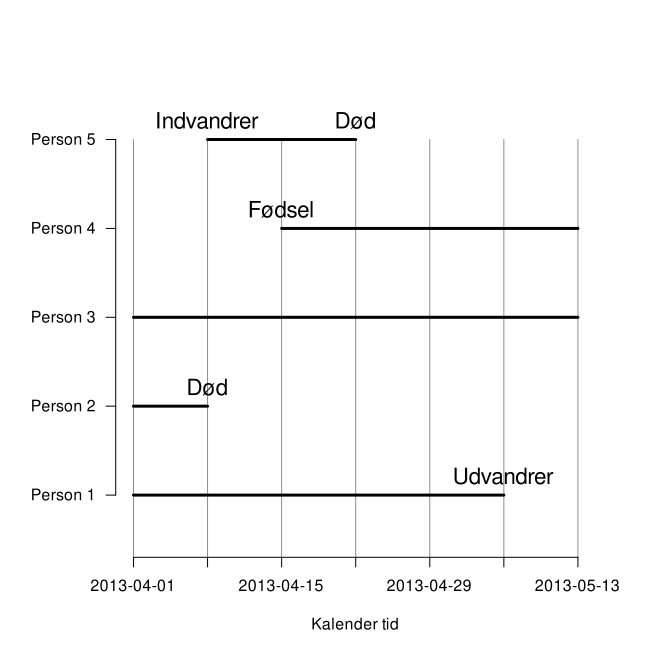 Indvandrer Død
Person 5
Fødsel
Person 4
Person 3
Død
Person 2
Udvandrer
Person 1
2013-04-01 2013-04-15 2013-04-29 2013-05-13
Kalender tid